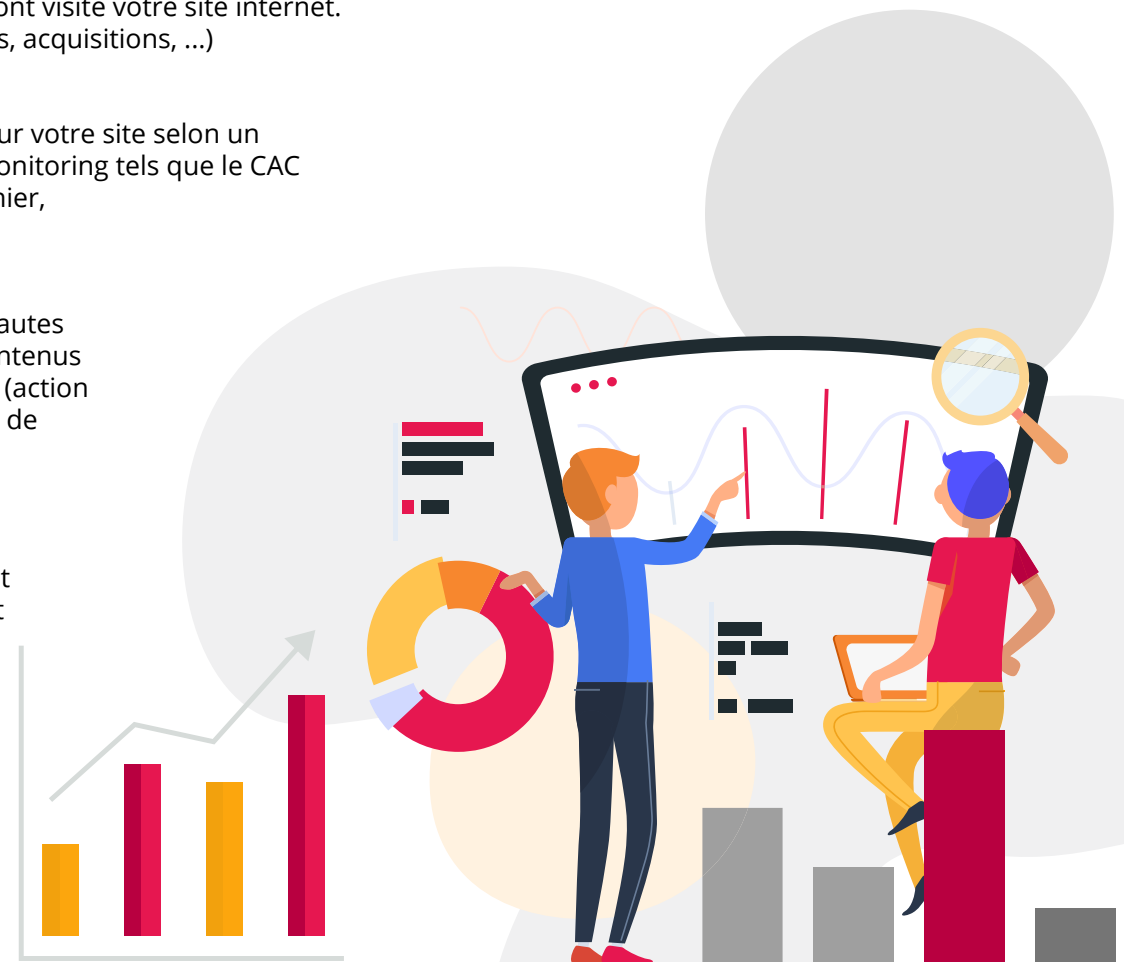 ont visité votre site internet.
s, acquisitions, ...)
ur votre site selon un
onitoring tels que le CAC
nier,
autes
ntenus
(action
de
t
t